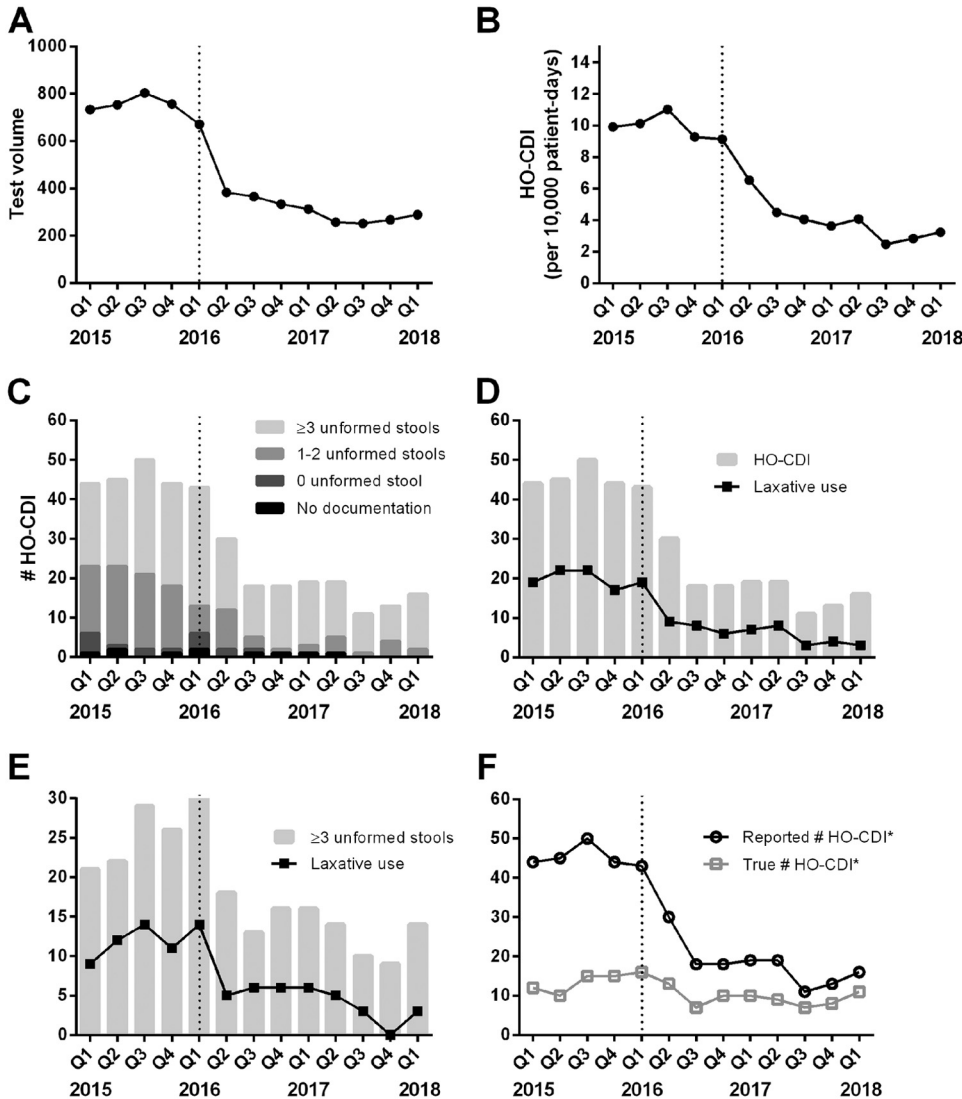 A
Test volume
1000
800
600
400
200
0
Q1 Q2 Q3 Q4 Q1 Q2 Q3 Q4 Q1 Q2 Q3 Q4 Q1
2015 2016 2017 2018
B
HO-CDI
(per 10,000 patient-days)
14
12
10
8
6
4
2
0
Q1 Q2 Q3 Q4 Q1 Q2 Q3 Q4 Q1 Q2 Q3 Q4 Q1
2015 2016 2017 2018
C
# HO-CDI
60
50
40
30
20
10
0
≥3 unformed stools
1-2 unformed stools
0 unformed stool
No documentation
Q1 Q2 Q3 Q4 Q1 Q2 Q3 Q4 Q1 Q2 Q3 Q4 Q1
2015 2016 2017 2018
D
60
50
40
30
20
10
0
HO-CDI
Laxative use
Q1 Q2 Q3 Q4 Q1 Q2 Q3 Q4 Q1 Q2 Q3 Q4 Q1
2015 2016 2017 2018
E
30
25
20
15
10
5
0
≥3 unformed stools
Laxative use
Q1 Q2 Q3 Q4 Q1 Q2 Q3 Q4 Q1 Q2 Q3 Q4 Q1
2015 2016 2017 2018
F
60
50
40
30
20
10
0
Reported # HO-CDI*
True # HO-CDI*
Q1 Q2 Q3 Q4 Q1 Q2 Q3 Q4 Q1 Q2 Q3 Q4 Q1
2015 2016 2017 2018